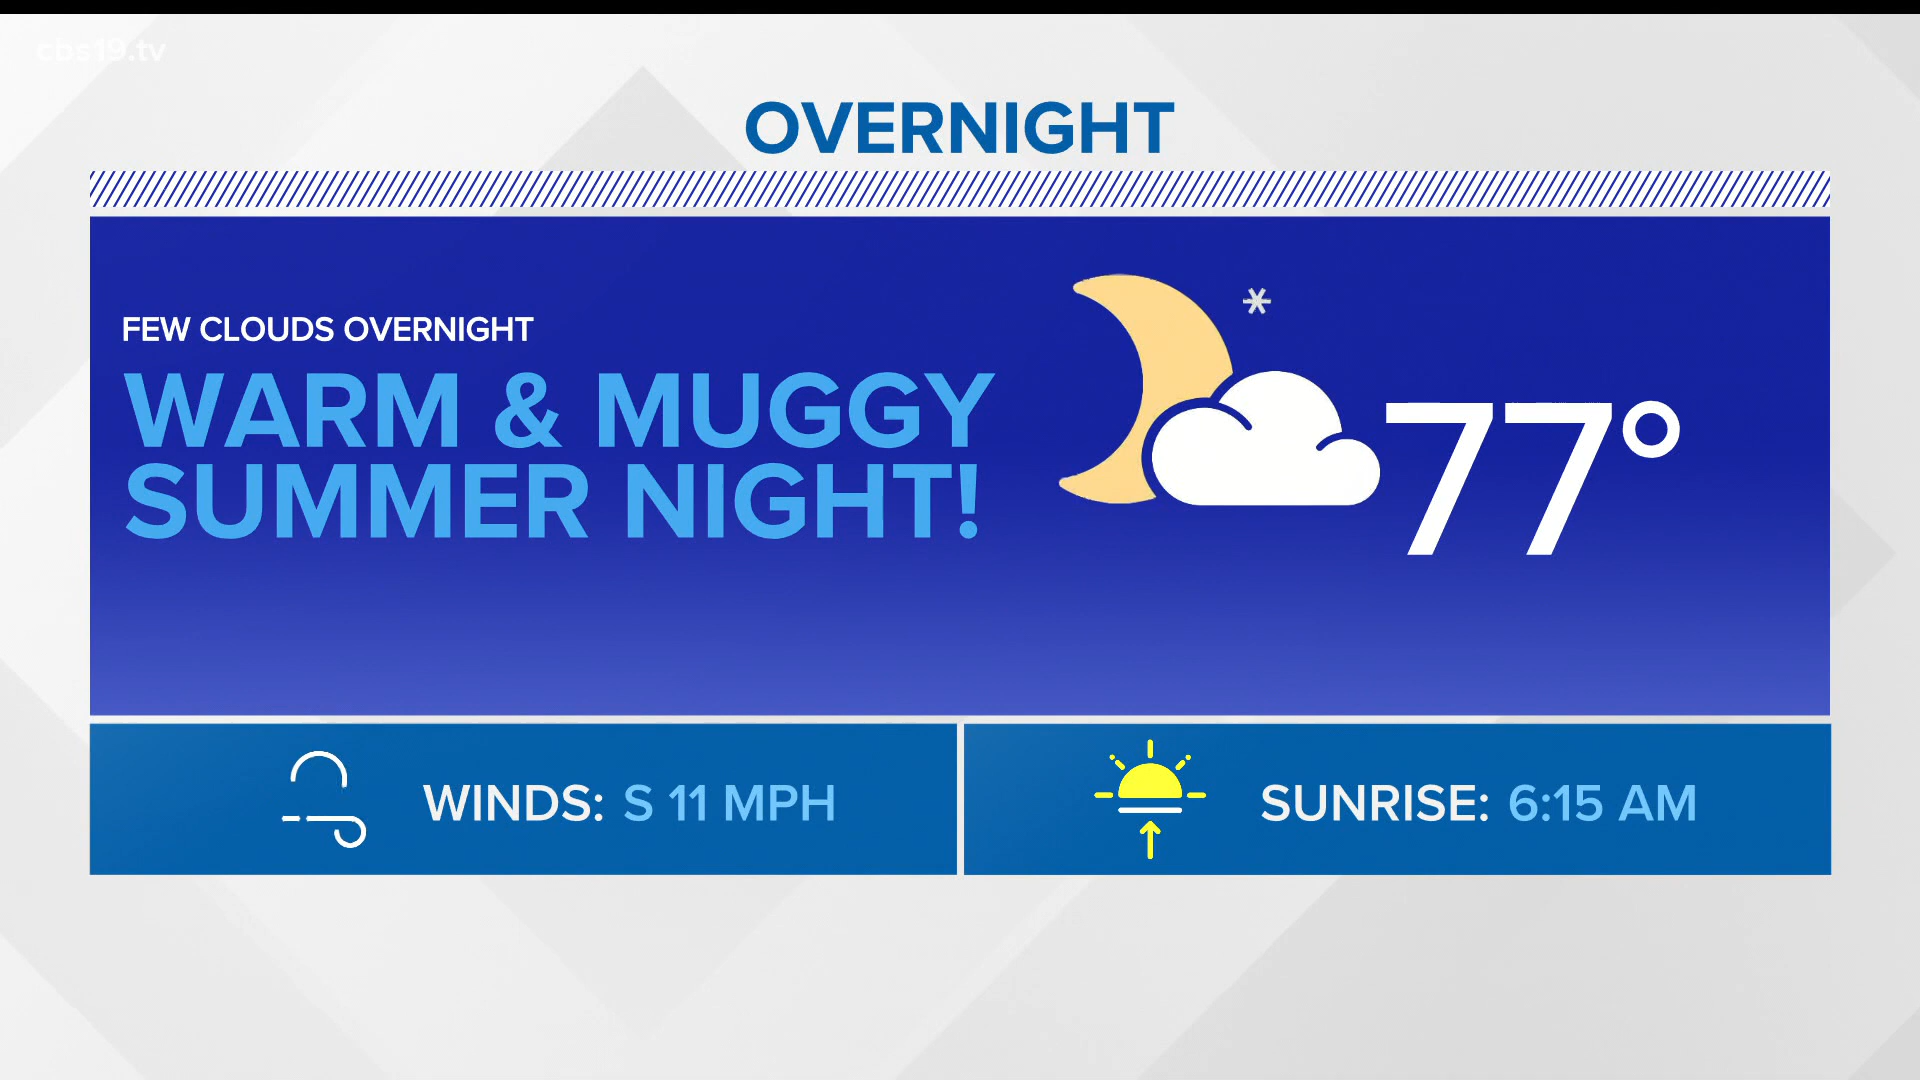 cbs19.tv
OVERNIGHT
FEW CLOUDS OVERNIGHT
WARM & MUGGY
SUMMER NIGHT!
77°
WINDS: S 11 MPH
SUNRISE: 6:15 AM